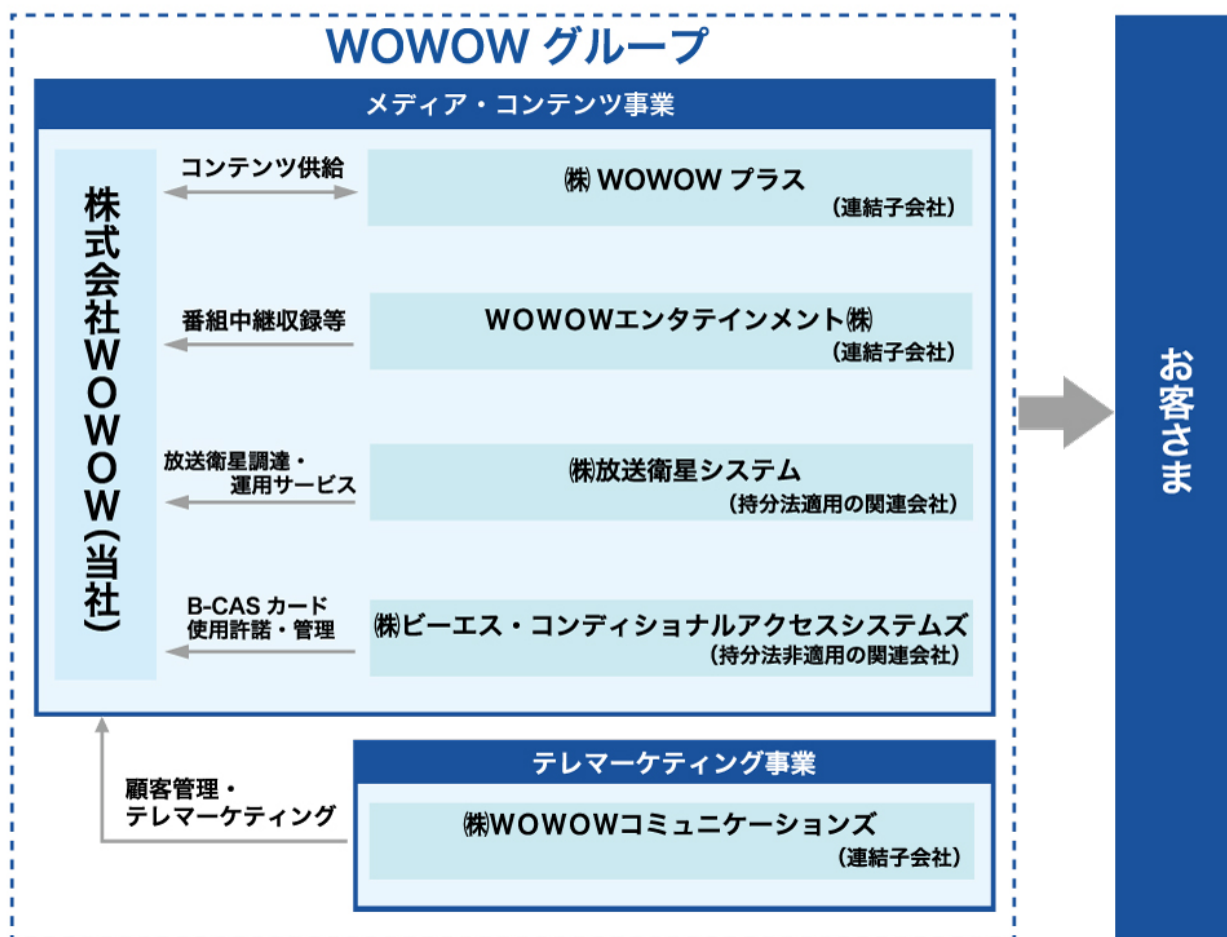 WOWOW グループ
メディア・コンテンツ事業
株式会社WOWOW(当社)
コンテンツ供給
㈱ WOWOW プラス
(連結子会社)
番組中継収録等
WOWOWエンタテインメント㈱
(連結子会社)
放送衛星調達・
運用サービス
㈱放送衛星システム
(持分法適用の関連会社)
B-CAS カード
使用許諾・管理
㈱ビーエス・コンディショナルアクセスシステムズ
(持分法非適用の関連会社)
顧客管理・
テレマーケティング
テレマーケティング事業
㈱WOWOWコミュニケーションズ
(連結子会社)
お客さま